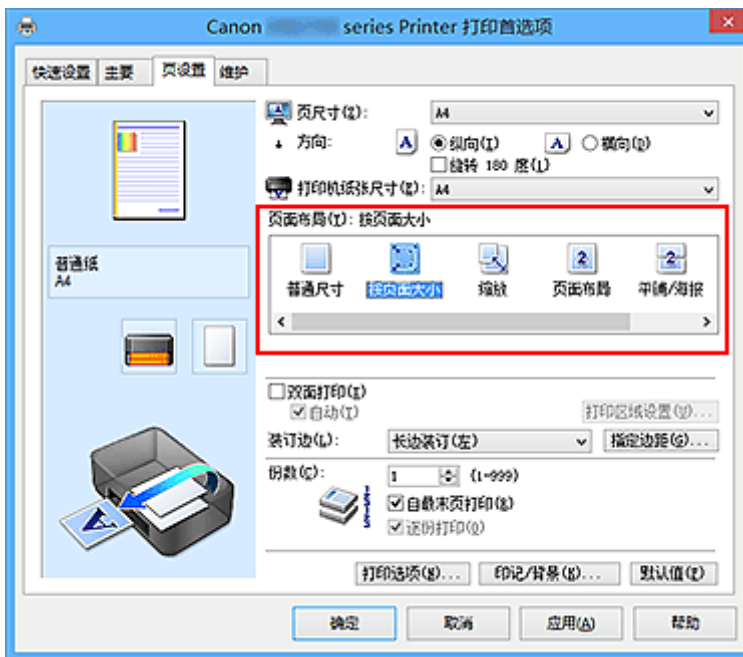 Canon series Printer 打印首选项
快速设置 主要 页设置 维护
页尺寸(Z): A4
方向: A 纵向(I) A 横向(D)
旋转 180 度(L)
打印机纸张尺寸(E): A4
页面布局(Y): 按页面大小
普通尺寸 按页面大小 缩放 页面布局 平铺/海报
普通纸
A4
双面打印(X)
自动(T) 打印区域设置(U)...
装订边(L): 长边装订(左) 指定边距(G)...
份数(C): 1 (1-999)
自最末页打印(R)
逐份打印(O)
打印选项(N)... 印记/背景(K)... 默认值(F)
确定 取消 应用(A) 帮助